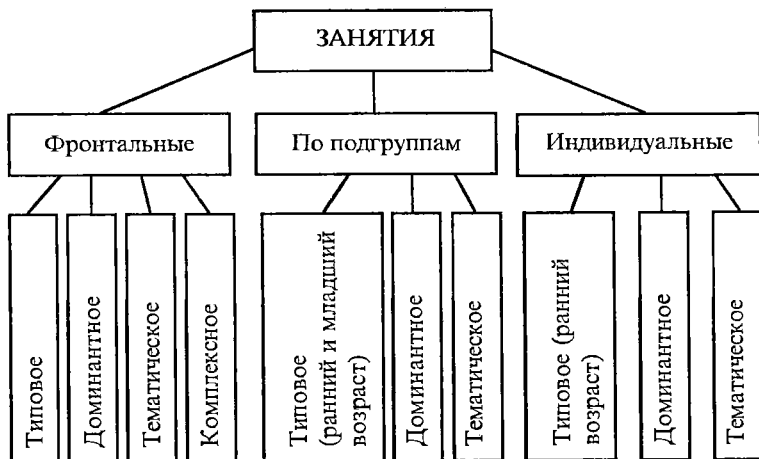 ЗАНЯТИЯ
Фронтальные
По подгруппам
Индивидуальные
Типовое
Доминантное
Тематическое
Комплексное
Типовое
(ранний и младший
возраст)
Доминантное
Тематическое
Типовое (ранний
возраст)
Доминантное
Тематическое